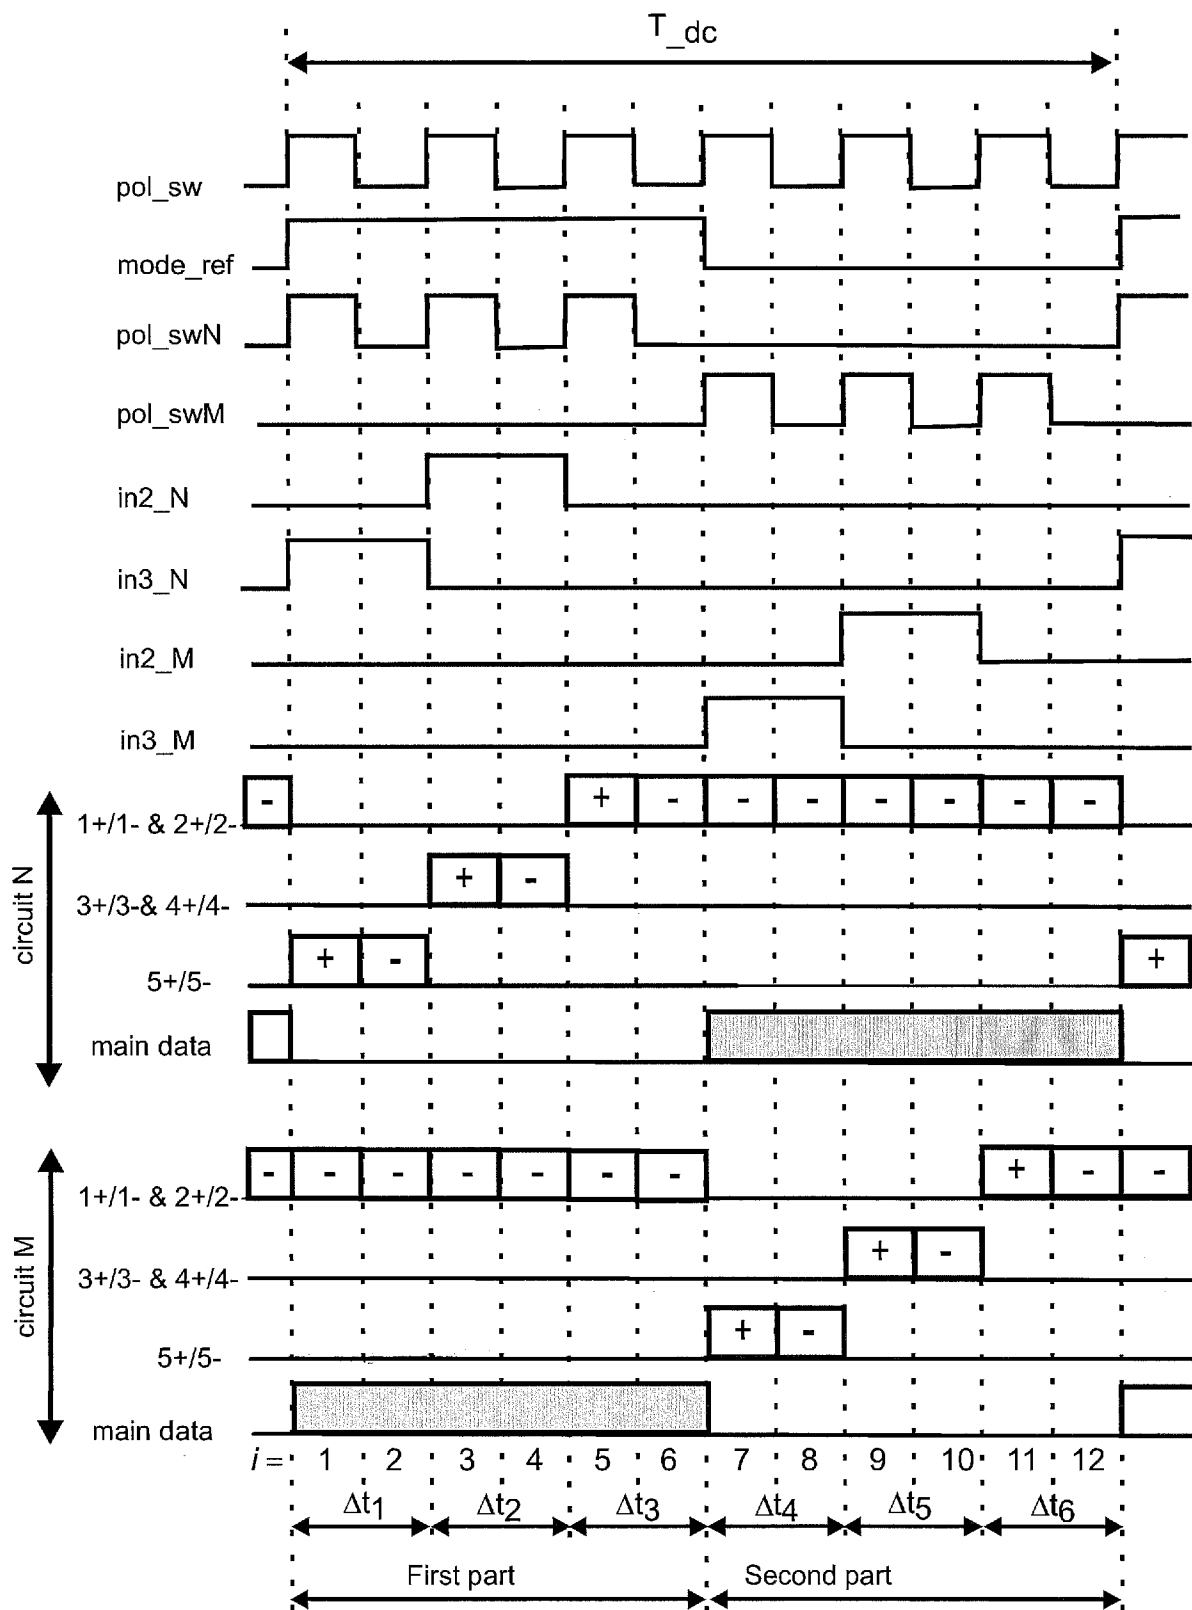 T_dc
pol_sw
mode_ref
pol_swN
pol_swM
in2_N
in3_N
in2_M
in3_M
circuit N
- + - - - - - - -
1+/1- & 2+/2-
+ -
3+/3-& 4+/4-
+ - +
5+/5-
main data
circuit M
- - - - - - - + - -
1+/1- & 2+/2-
+ -
3+/3- & 4+/4-
+ -
5+/5-
main data
i = 1 2 3 4 5 6 7 8 9 10 11 12
Δt1 Δt2 Δt3 Δt4 Δt5 Δt6
First part Second part